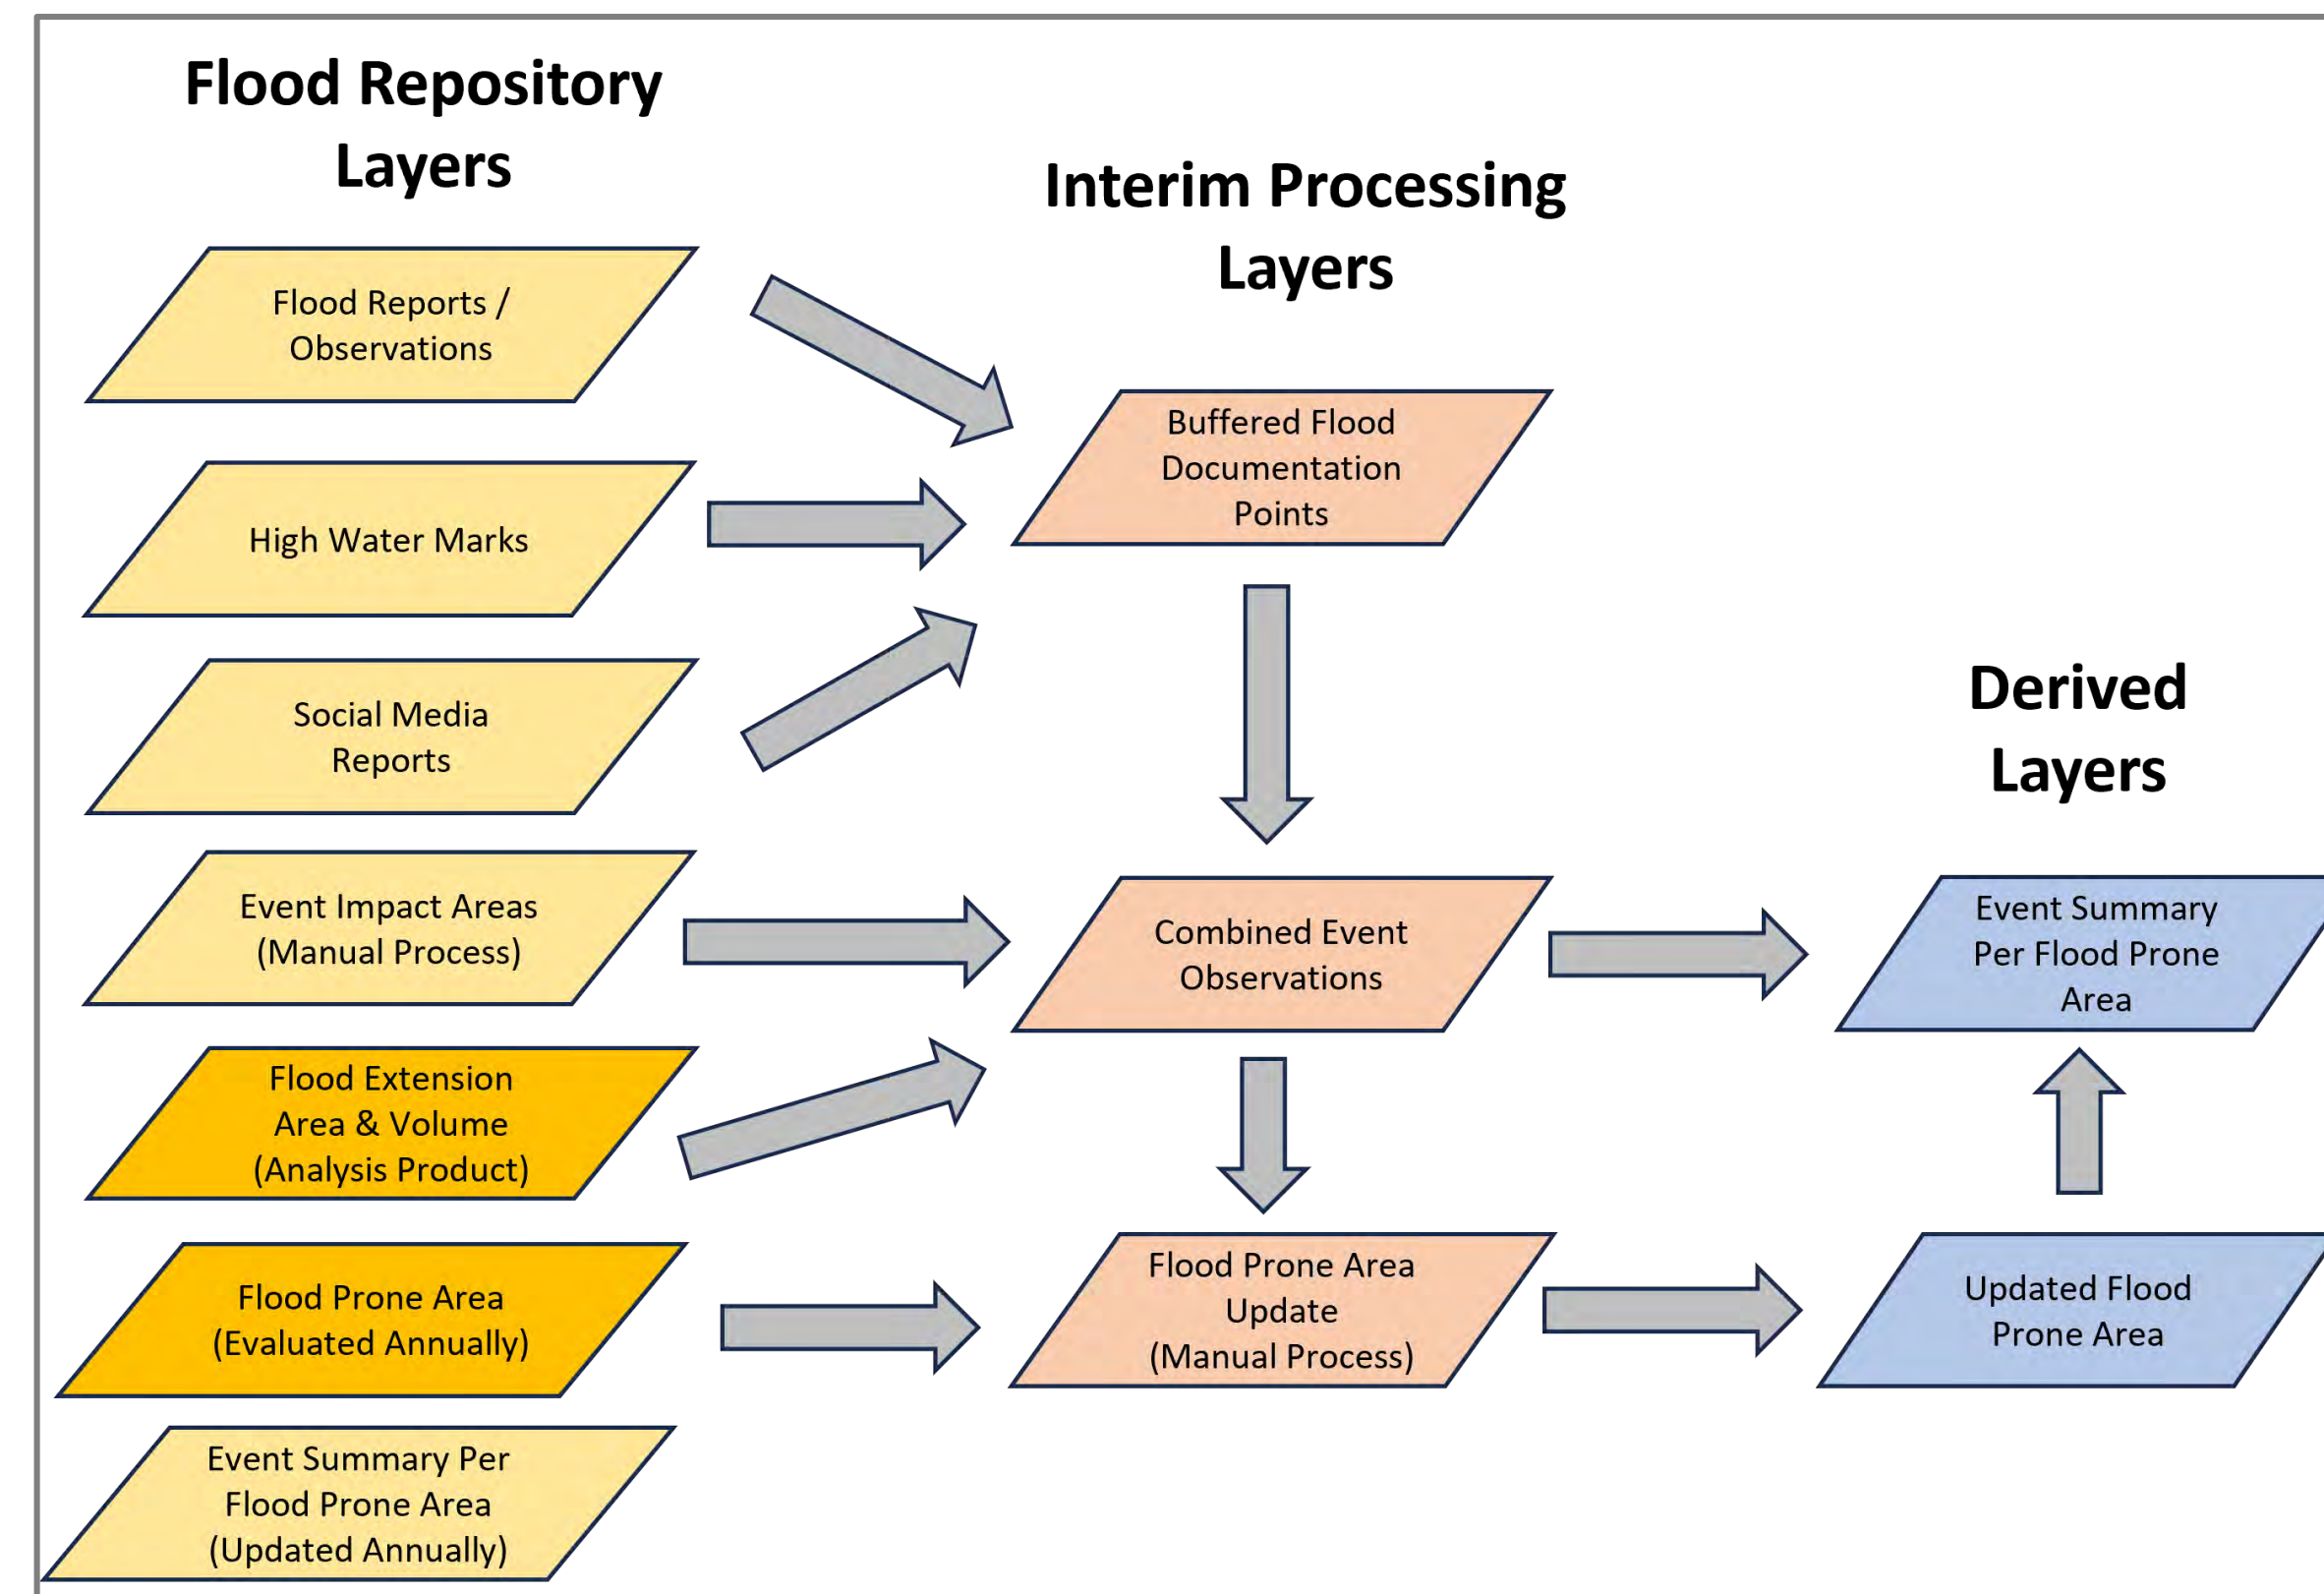 Flood Repository
Layers
Flood Reports /
Observations
High Water Marks
Social Media
Reports
Event Impact Areas
(Manual Process)
Flood Extension
Area & Volume
(Analysis Product)
Flood Prone Area
(Evaluated Annually)
Event Summary Per
Flood Prone Area
(Updated Annually)
Interim Processing
Layers
Buffered Flood
Documentation
Points
Combined Event
Observations
Flood Prone Area
Update
(Manual Process)
Derived
Layers
Event Summary
Per Flood Prone
Area
Updated Flood
Prone Area